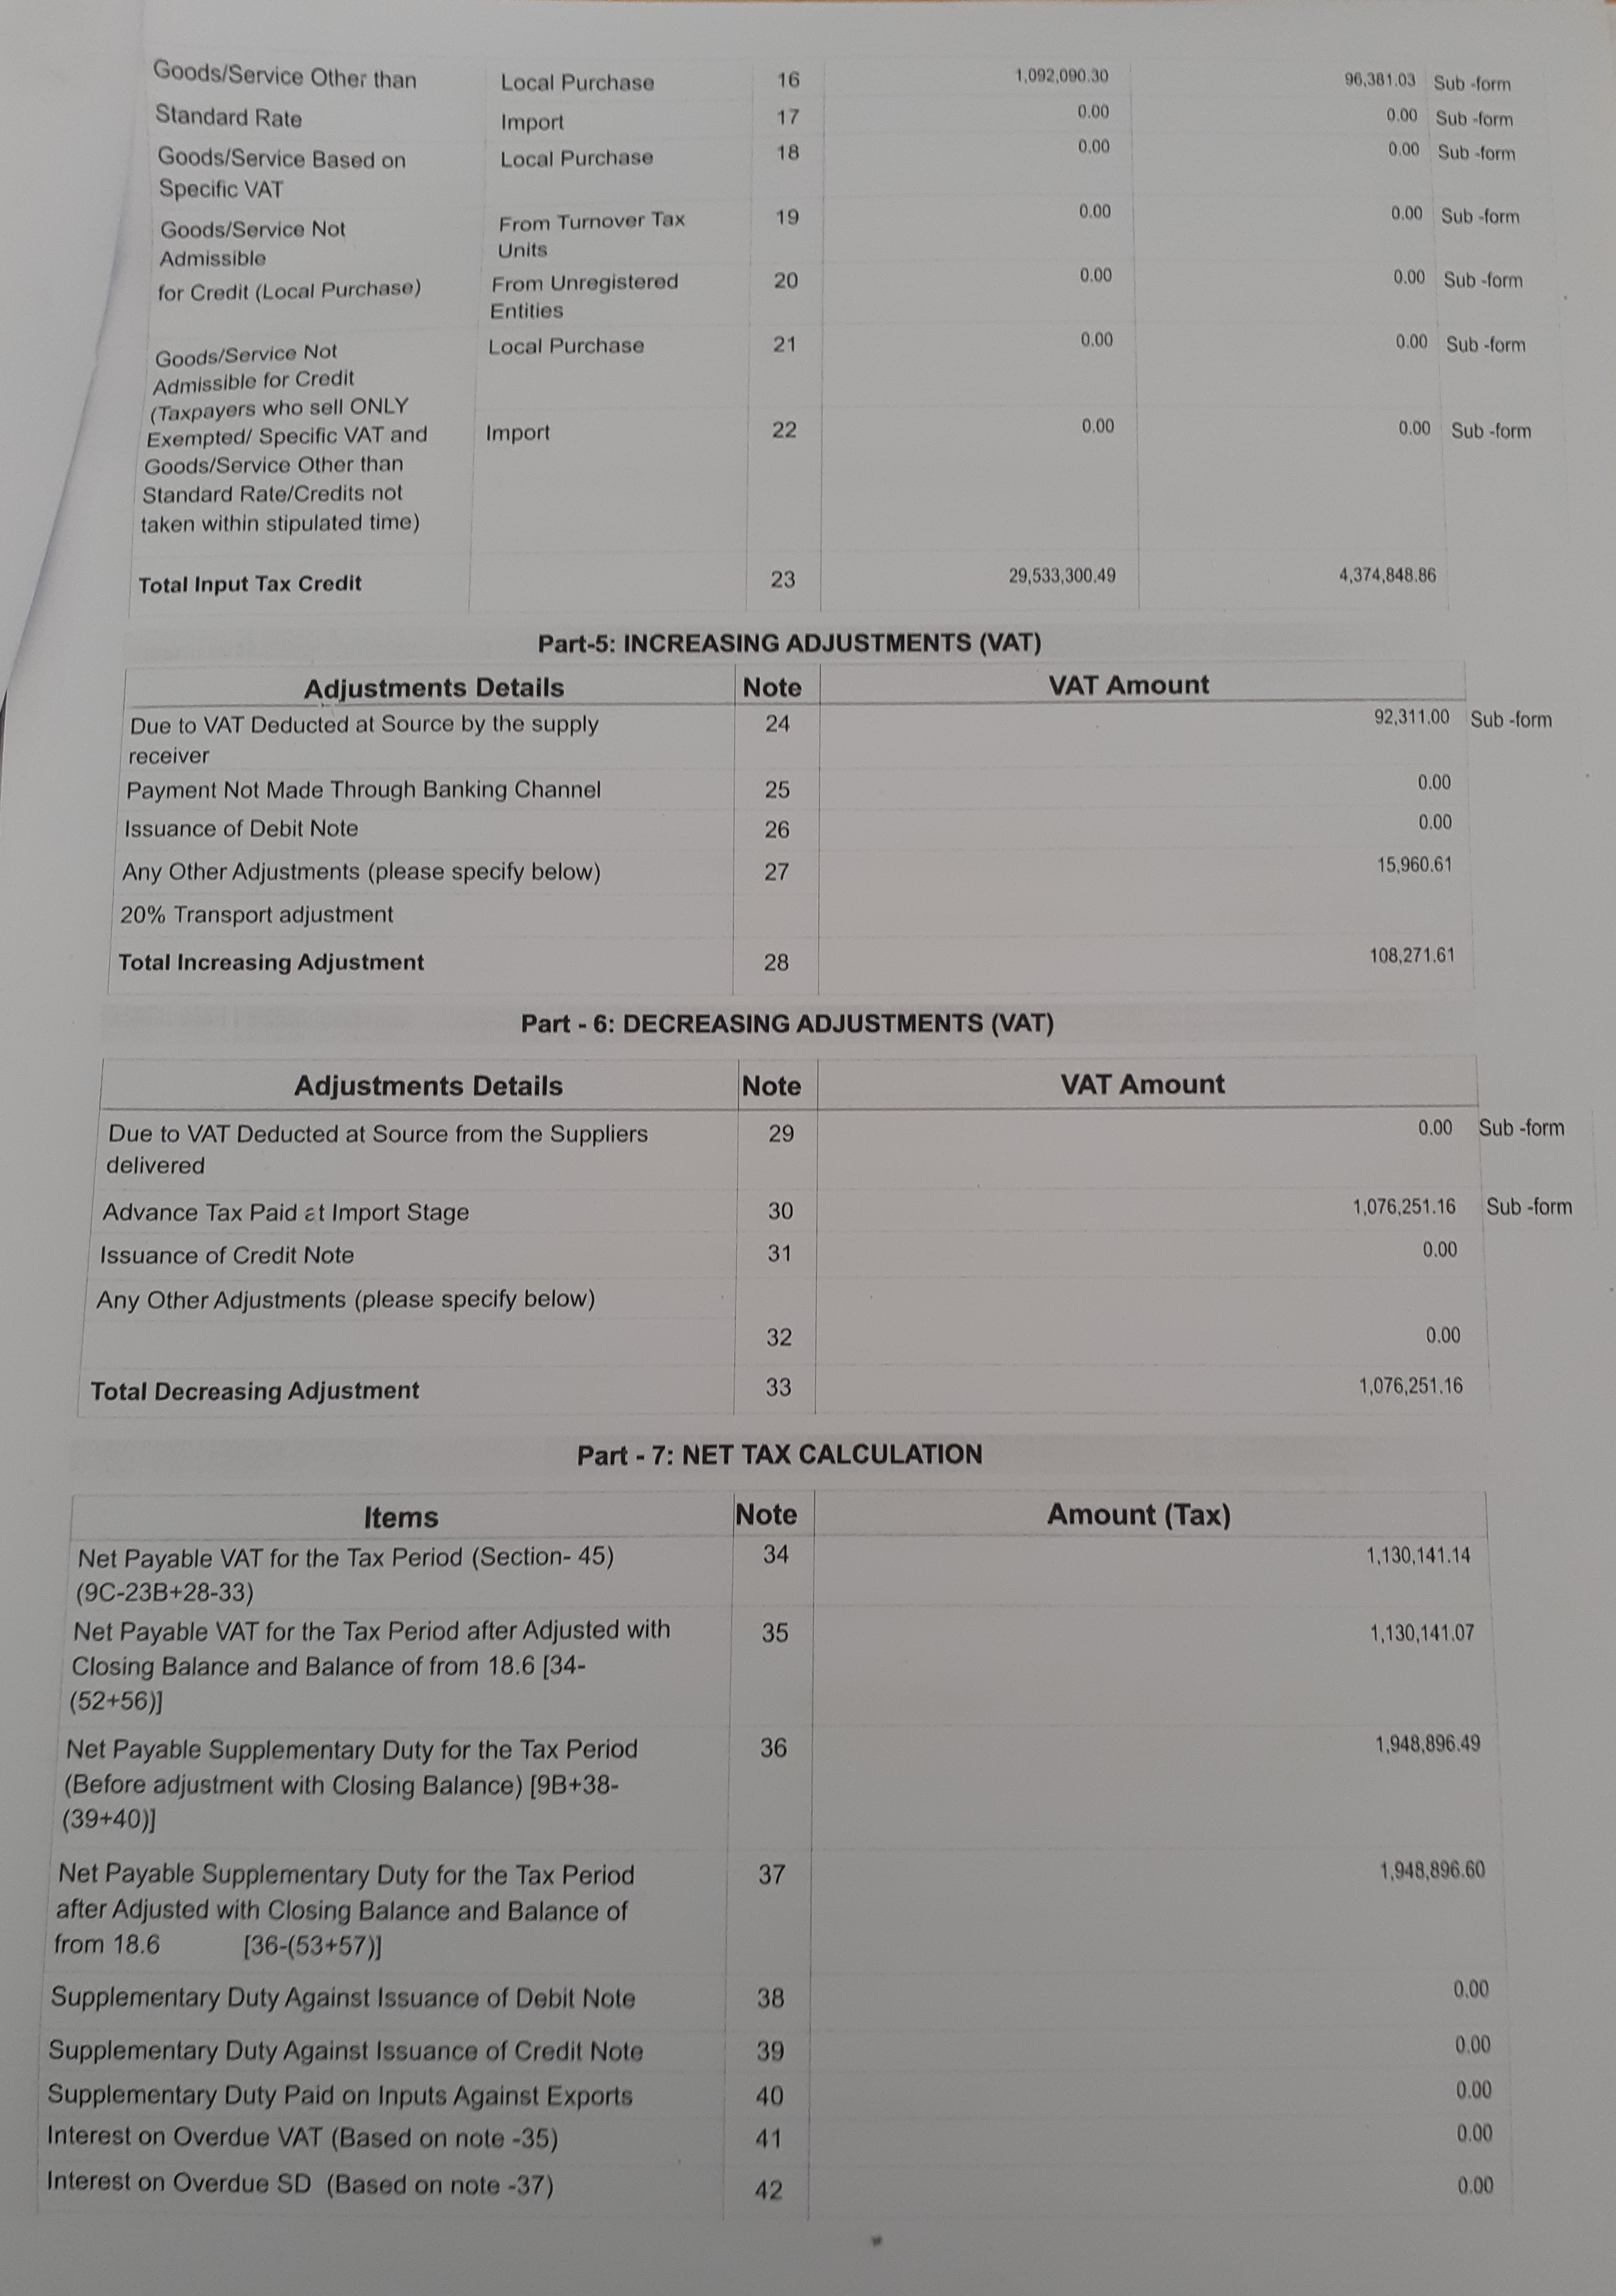 Goods/Service Other than Local Purchase 16 1,092,090.30 96,381.03 Sub -form
Standard Rate Import 17 0.00 0.00 Sub -form
Goods/Service Based on Local Purchase 18 0.00 0.00 Sub -form
Specific VAT
Goods/Service Not From Turnover Tax 19 0.00 0.00 Sub -form
Admissible Units
for Credit (Local Purchase) From Unregistered 20 0.00 0.00 Sub -form
Entities
Goods/Service Not Local Purchase 21 0.00 0.00 Sub -form
Admissible for Credit
(Taxpayers who sell ONLY
Exempted/ Specific VAT and Import 22 0.00 0.00 Sub -form
Goods/Service Other than
Standard Rate/Credits not
taken within stipulated time)
Total Input Tax Credit 23 29,533,300.49 4,374,848.86
Part-5: INCREASING ADJUSTMENTS (VAT)
Adjustments Details Note VAT Amount
Due to VAT Deducted at Source by the supply 24 92,311.00 Sub -form
receiver
Payment Not Made Through Banking Channel 25 0.00
Issuance of Debit Note 26 0.00
Any Other Adjustments (please specify below) 27 15,960.61
20% Transport adjustment
Total Increasing Adjustment 28 108,271.61
Part - 6: DECREASING ADJUSTMENTS (VAT)
Adjustments Details Note VAT Amount
Due to VAT Deducted at Source from the Suppliers 29 0.00 Sub -form
delivered
Advance Tax Paid at Import Stage 30 1,076,251.16 Sub -form
Issuance of Credit Note 31 0.00
Any Other Adjustments (please specify below)
32 0.00
Total Decreasing Adjustment 33 1,076,251.16
Part - 7: NET TAX CALCULATION
Items Note Amount (Tax)
Net Payable VAT for the Tax Period (Section- 45) 34 1,130,141.14
(9C-23B+28-33)
Net Payable VAT for the Tax Period after Adjusted with 35 1,130,141.07
Closing Balance and Balance of from 18.6 [34-
(52+56)]
Net Payable Supplementary Duty for the Tax Period 36 1,948,896.49
(Before adjustment with Closing Balance) [9B+38-
(39+40)]
Net Payable Supplementary Duty for the Tax Period 37 1,948,896.60
after Adjusted with Closing Balance and Balance of
from 18.6 [36-(53+57)]
Supplementary Duty Against Issuance of Debit Note 38 0.00
Supplementary Duty Against Issuance of Credit Note 39 0.00
Supplementary Duty Paid on Inputs Against Exports 40 0.00
Interest on Overdue VAT (Based on note -35) 41 0.00
Interest on Overdue SD (Based on note -37) 42 0.00